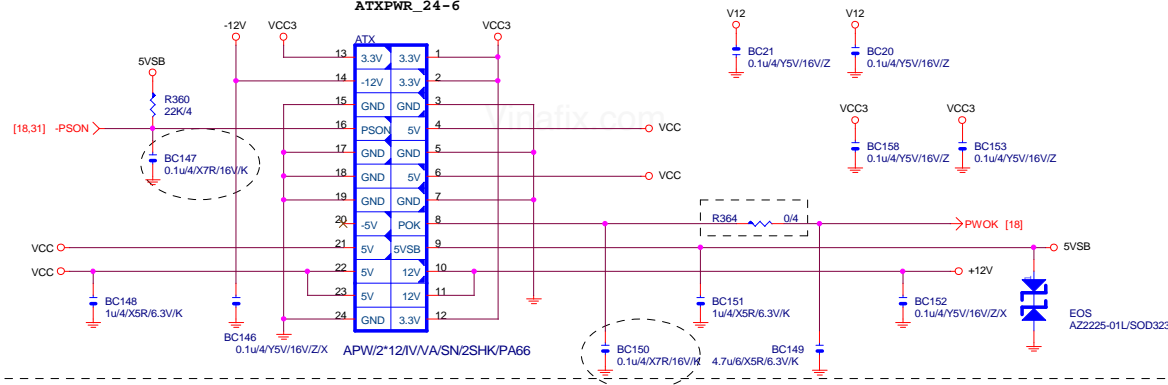 ATXPWR_24-6
-12V
VCC3
VCC3
V12
V12
ATX
BC21
0.1u/4/Y5V/16V/Z
BC20
0.1u/4/Y5V/16V/Z
5VSB
R360
22K/4
[18,31] -PSON
BC147
0.1u/4/X7R/16V/K
13 3.3V 3.3V 1
14 -12V 3.3V 2
15 GND GND 3
16 PSON 5V 4
17 GND GND 5
18 GND 5V 6
19 GND GND 7
20 -5V POK 8
21 5V 5VSB 9
22 5V 12V 10
23 5V 12V 11
24 GND 3.3V 12
Vinafix.com
VCC
VCC
VCC3
VCC3
BC158
0.1u/4/Y5V/16V/Z
BC153
0.1u/4/Y5V/16V/Z
R364 0/4
PWOK [18]
VCC
VCC
5VSB
+12V
BC148
1u/4/X5R/6.3V/K
BC146
0.1u/4/Y5V/16V/Z/X
APW/2*12/IV/VA/SN/2SHK/PA66
BC151
1u/4/X5R/6.3V/K
BC152
0.1u/4/Y5V/16V/Z/X
EOS
AZ2225-01L/SOD323
BC150
0.1u/4/X7R/16V/K
BC149
4.7u/6/X5R/6.3V/K